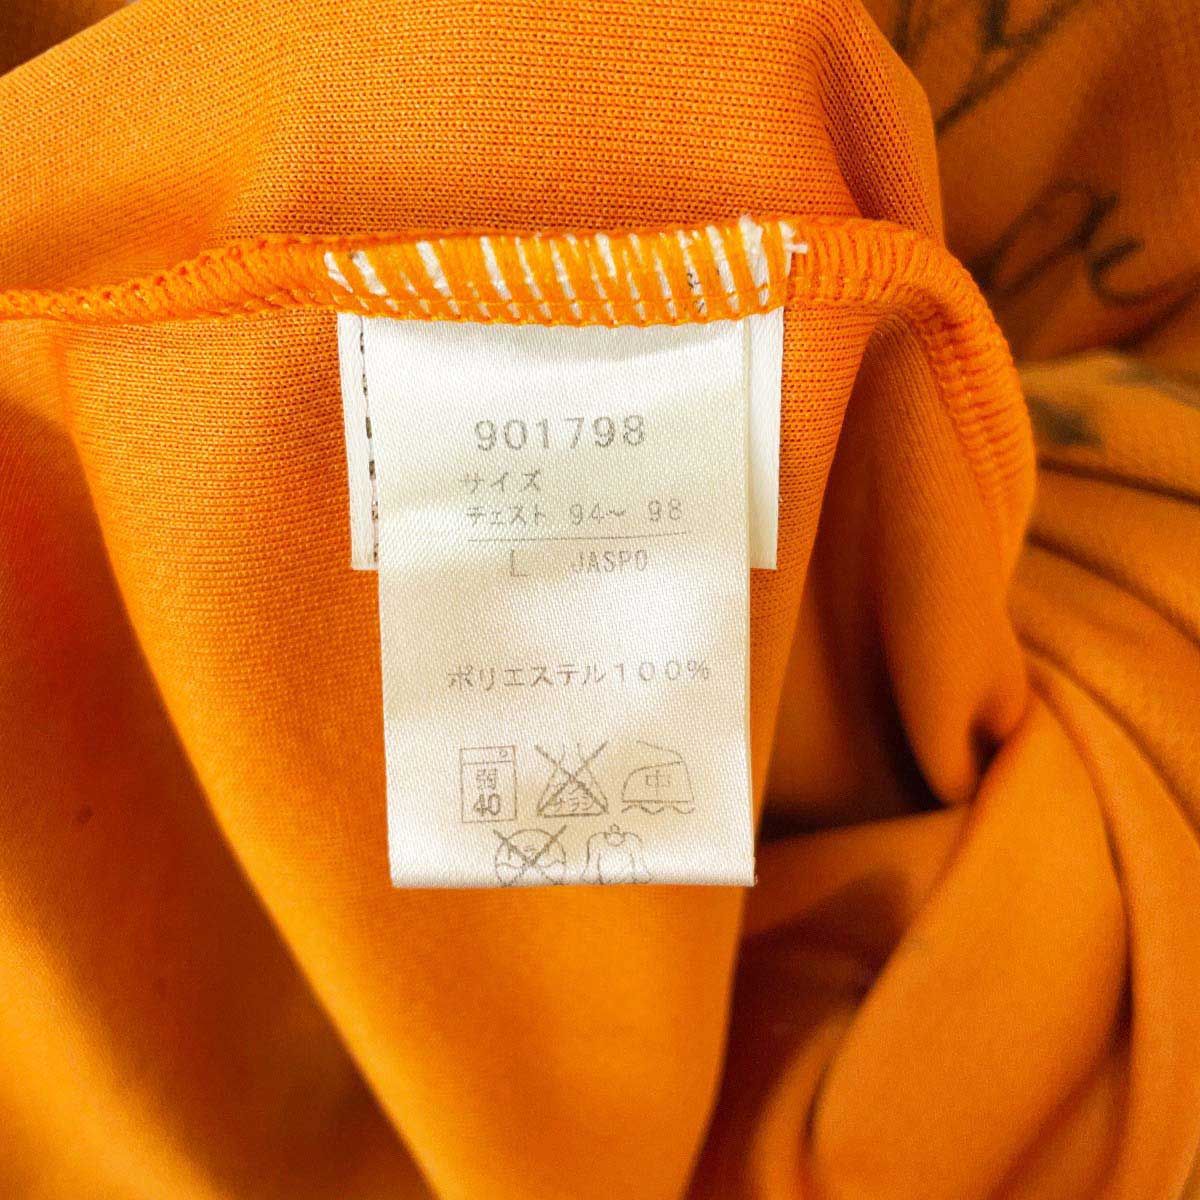 901798
サイズ
チェスト 94～ 98
L JASPO
ポリエステル100%
弱 中
40